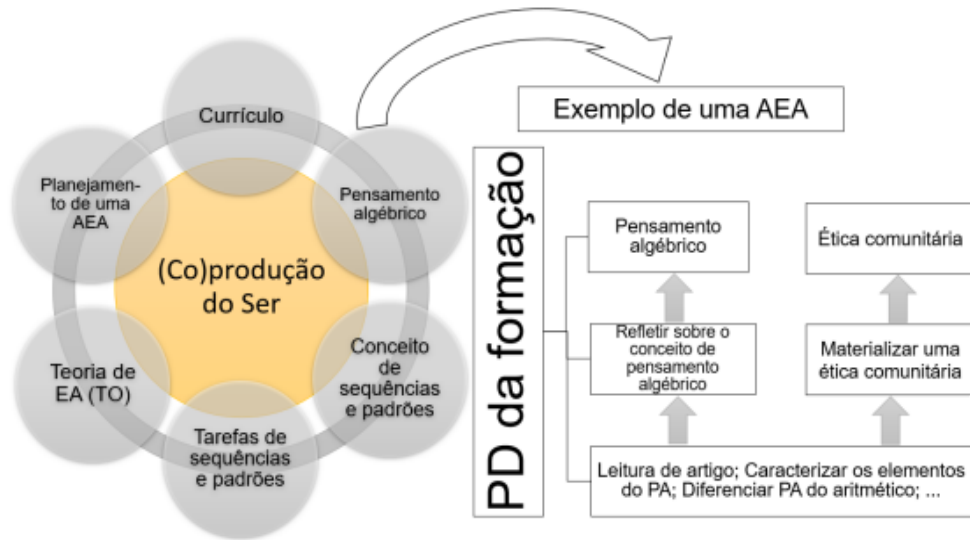 Currículo
Planejamen-
to de uma
AEA
Pensamento
algébrico
(Co)produção
do Ser
Teoria de
EA (TO)
Conceito
de
sequências
e padrões
Tarefas de
sequências
e padrões
Exemplo de uma AEA
PD da formação
Pensamento
algébrico
Ética comunitária
Refletir sobre o
conceito de
pensamento
algébrico
Materializar uma
ética comunitária
Leitura de artigo; Caracterizar os elementos
do PA; Diferenciar PA do aritmético; ...